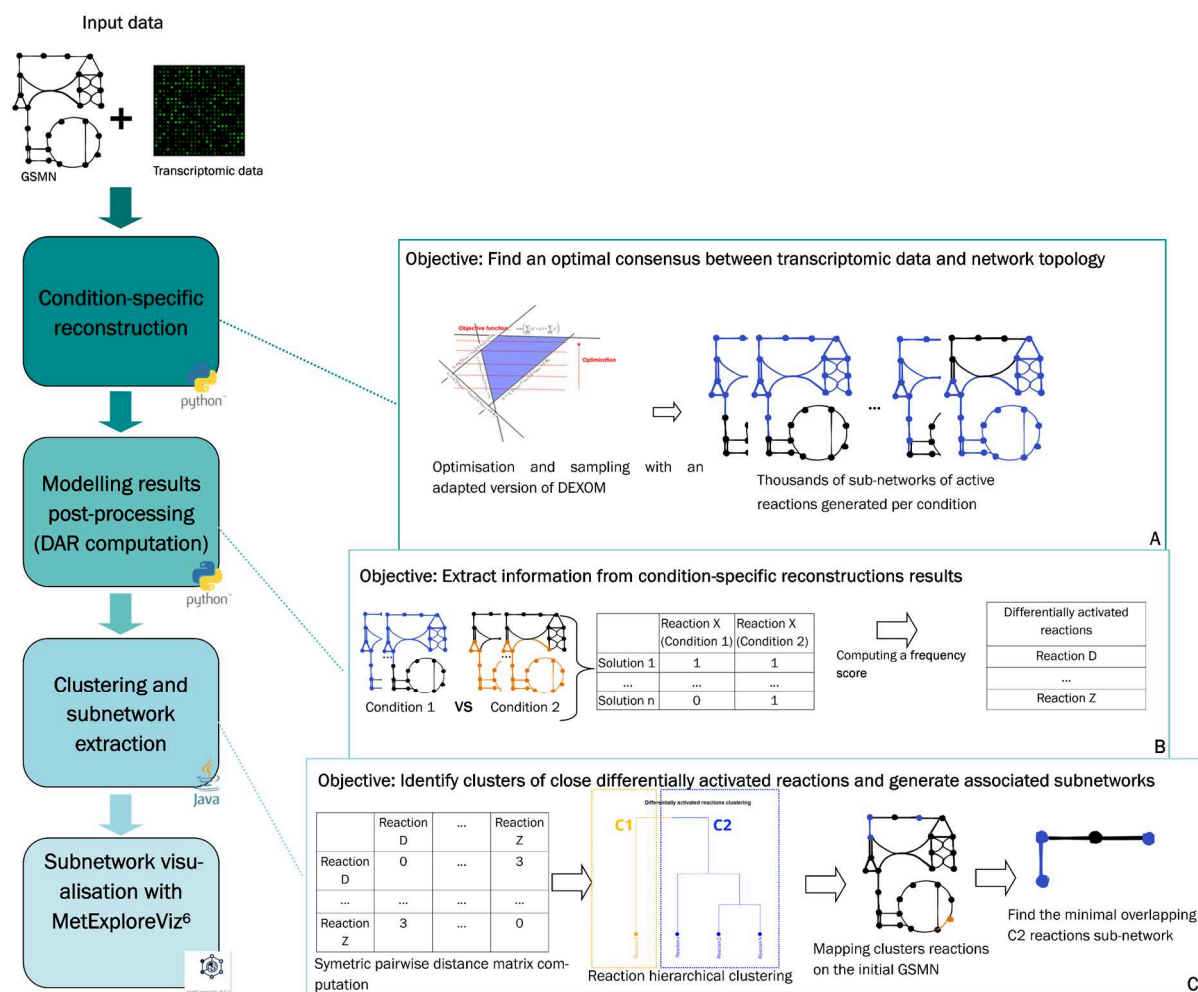 Input data
GSMN
Transcriptomic data
Condition-specific
reconstruction
python
Modelling results
post-processing
(DAR computation)
python
Clustering and
subnetwork
extraction
Java
Subnetwork visu-
alisation with
MetExploreViz⁶
Objective: Find an optimal consensus between transcriptomic data and network topology
Objective function:
Optimization
Optimisation and sampling with an
adapted version of DEXOM
...
Thousands of sub-networks of active
reactions generated per condition
A
Objective: Extract information from condition-specific reconstructions results
...
...
Condition 1 VS Condition 2
Reaction X Reaction X
(Condition 1) (Condition 2)
Solution 1 1 1
... ... ...
Solution n 0 1
Computing a frequency
score
Differentially activated
reactions
Reaction D
...
Reaction Z
B
Objective: Identify clusters of close differentially activated reactions and generate associated subnetworks
Reaction ... Reaction
D Z
Reaction 0 ... 3
D
... ... ... ...
Reaction 3 ... 0
Z
Symetric pairwise distance matrix com-
putation
Differentially activated reactions clustering
C1 C2
Reaction hierarchical clustering
Mapping clusters reactions
on the initial GSMN
Find the minimal overlapping
C2 reactions sub-network
C